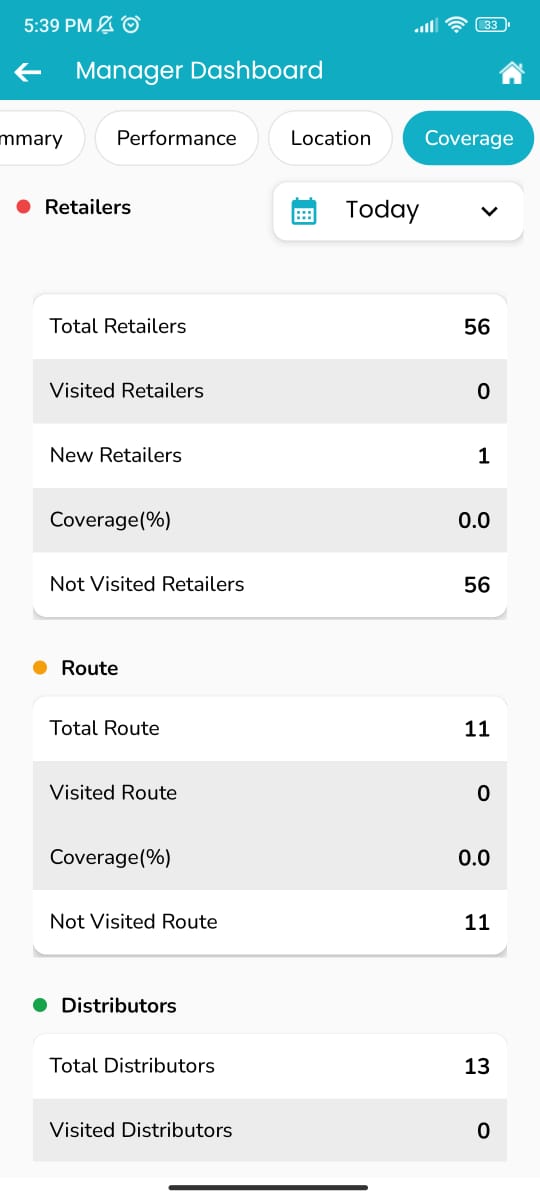 5:39 PM 33
Manager Dashboard
mmary Performance Location Coverage
Retailers Today
Total Retailers 56
Visited Retailers 0
New Retailers 1
Coverage(%) 0.0
Not Visited Retailers 56
Route
Total Route 11
Visited Route 0
Coverage(%) 0.0
Not Visited Route 11
Distributors
Total Distributors 13
Visited Distributors 0